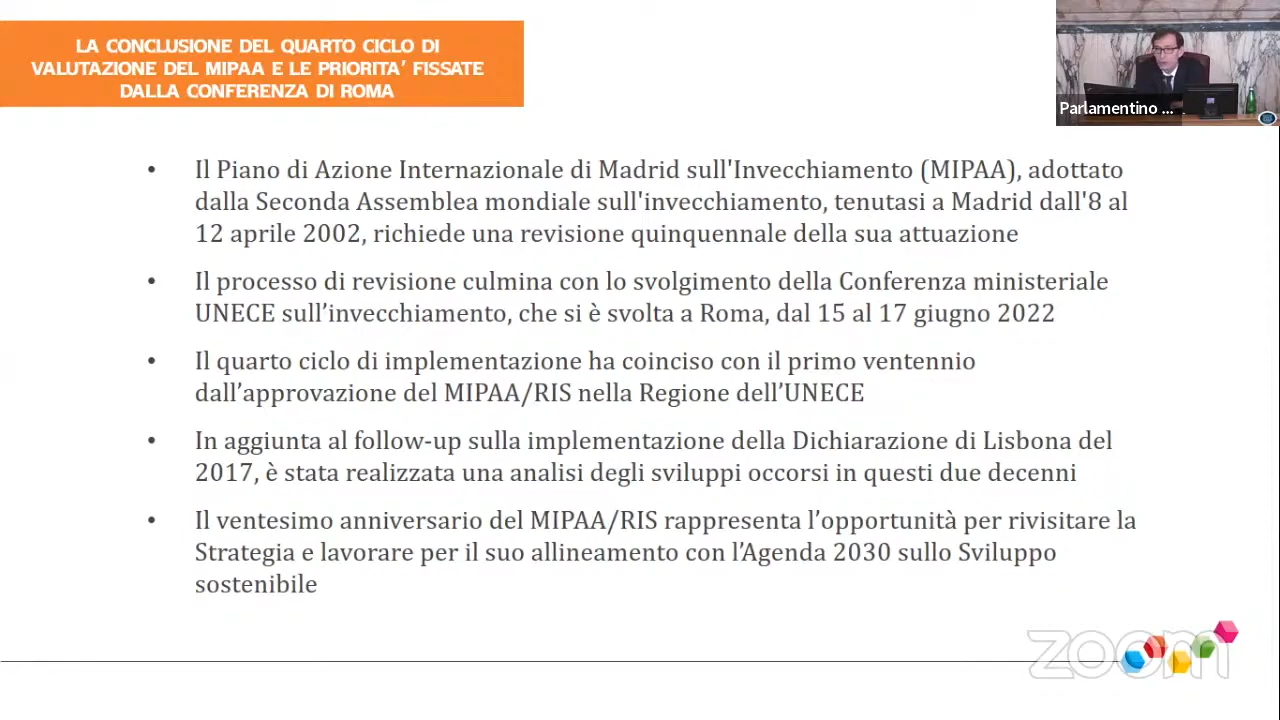 LA CONCLUSIONE DEL QUARTO CICLO DI
VALUTAZIONE DEL MIPAA E LE PRIORITA’ FISSATE
DALLA CONFERENZA DI ROMA
Parlamentino ...
• Il Piano di Azione Internazionale di Madrid sull'Invecchiamento (MIPAA), adottato
dalla Seconda Assemblea mondiale sull'invecchiamento, tenutasi a Madrid dall'8 al
12 aprile 2002, richiede una revisione quinquennale della sua attuazione
• Il processo di revisione culmina con lo svolgimento della Conferenza ministeriale
UNECE sull’invecchiamento, che si è svolta a Roma, dal 15 al 17 giugno 2022
• Il quarto ciclo di implementazione ha coinciso con il primo ventennio
dall’approvazione del MIPAA/RIS nella Regione dell’UNECE
• In aggiunta al follow-up sulla implementazione della Dichiarazione di Lisbona del
2017, è stata realizzata una analisi degli sviluppi occorsi in questi due decenni
• Il ventesimo anniversario del MIPAA/RIS rappresenta l’opportunità per rivisitare la
Strategia e lavorare per il suo allineamento con l’Agenda 2030 sullo Sviluppo
sostenibile
zoom